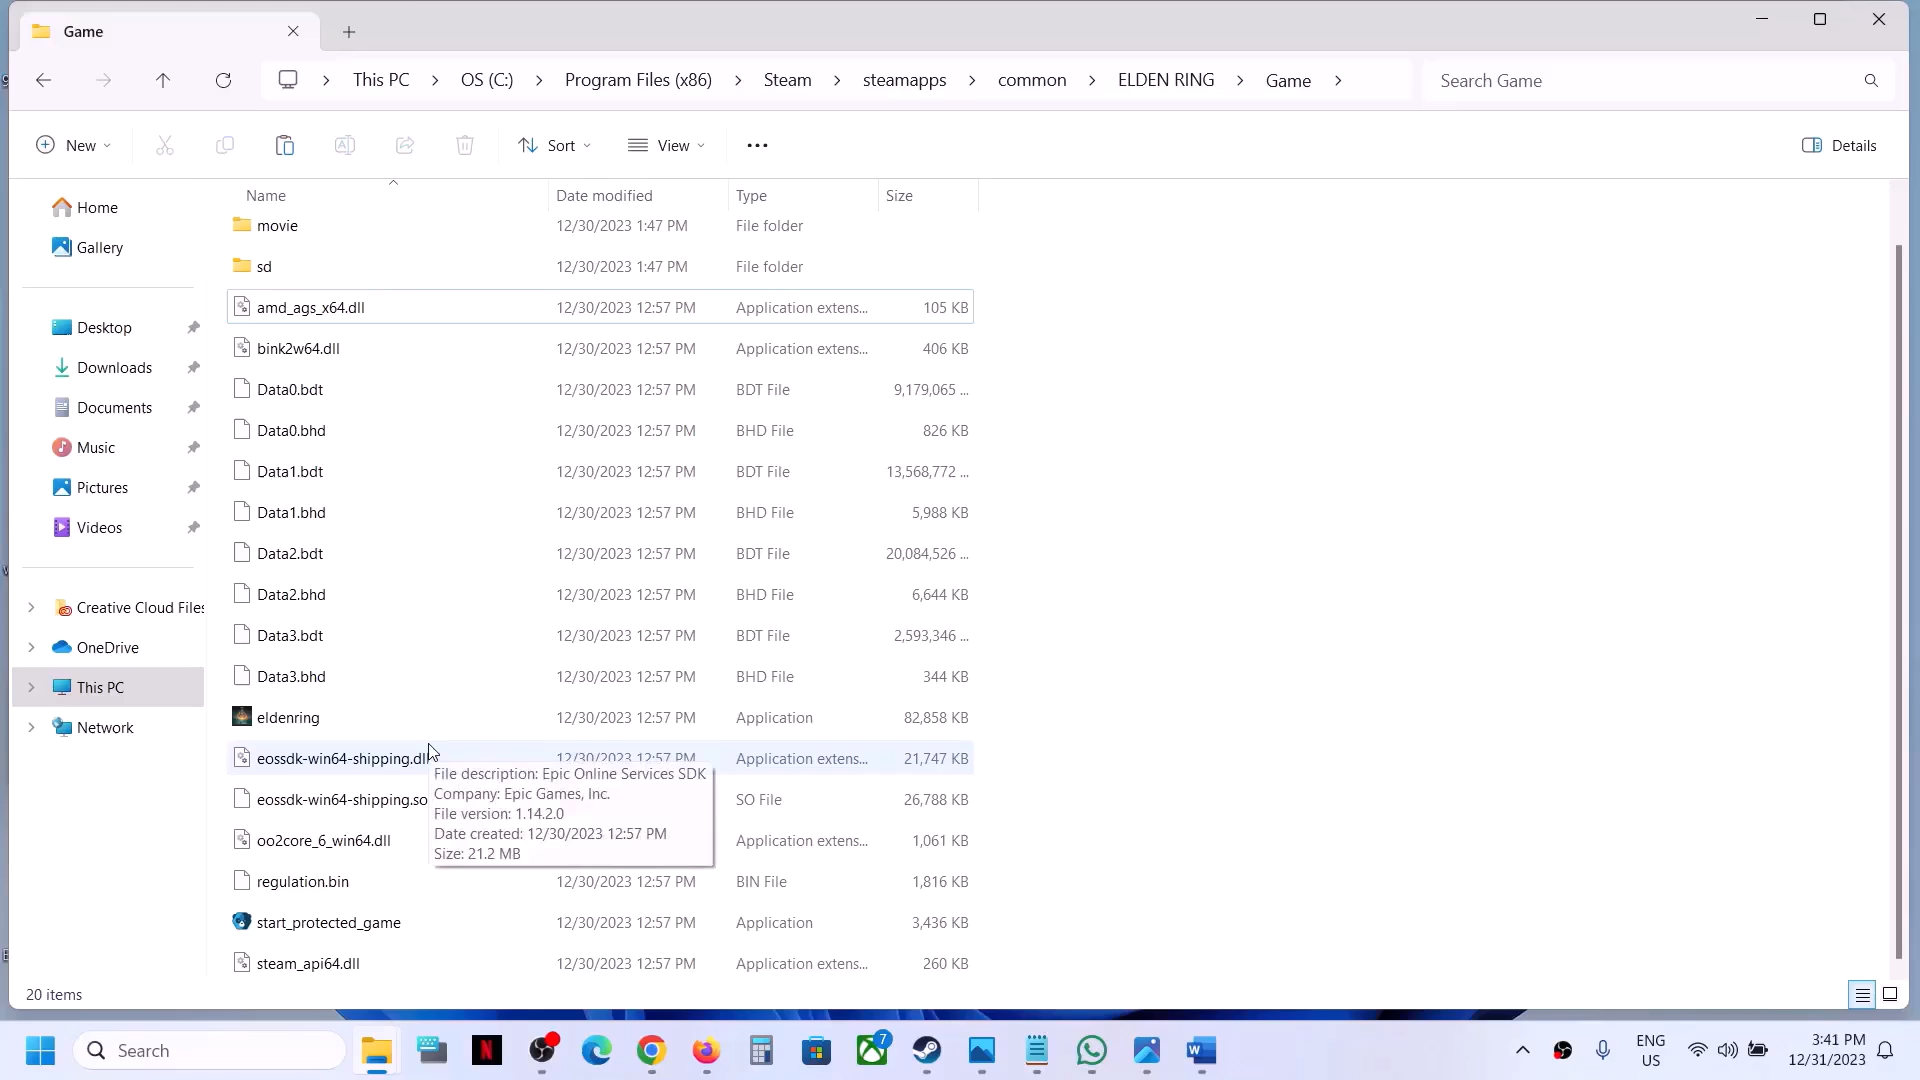 Game
This PC > OS (C:) > Program Files (x86) > Steam > steamapps > common > ELDEN RING > Game >
Search Game
New
Sort
View
Details
Name Date modified Type Size
movie 12/30/2023 1:47 PM File folder
sd 12/30/2023 1:47 PM File folder
amd_ags_x64.dll 12/30/2023 12:57 PM Application extens... 105 KB
bink2w64.dll 12/30/2023 12:57 PM Application extens... 406 KB
Data0.bdt 12/30/2023 12:57 PM BDT File 9,179,065 ...
Data0.bhd 12/30/2023 12:57 PM BHD File 826 KB
Data1.bdt 12/30/2023 12:57 PM BDT File 13,568,772 ...
Data1.bhd 12/30/2023 12:57 PM BHD File 5,988 KB
Data2.bdt 12/30/2023 12:57 PM BDT File 20,084,526 ...
Data2.bhd 12/30/2023 12:57 PM BHD File 6,644 KB
Data3.bdt 12/30/2023 12:57 PM BDT File 2,593,346 ...
Data3.bhd 12/30/2023 12:57 PM BHD File 344 KB
eldenring 12/30/2023 12:57 PM Application 82,858 KB
eossdk-win64-shipping.dll 12/30/2023 12:57 PM Application extens... 21,747 KB
eossdk-win64-shipping.so SO File 26,788 KB
oo2core_6_win64.dll Application extens... 1,061 KB
regulation.bin 12/30/2023 12:57 PM BIN File 1,816 KB
start_protected_game 12/30/2023 12:57 PM Application 3,436 KB
steam_api64.dll 12/30/2023 12:57 PM Application extens... 260 KB
File description: Epic Online Services SDK
Company: Epic Games, Inc.
File version: 1.14.2.0
Date created: 12/30/2023 12:57 PM
Size: 21.2 MB
Home
Gallery
Desktop
Downloads
Documents
Music
Pictures
Videos
Creative Cloud Files
OneDrive
This PC
Network
20 items
Search
7
ENG
US
3:41 PM
12/31/2023